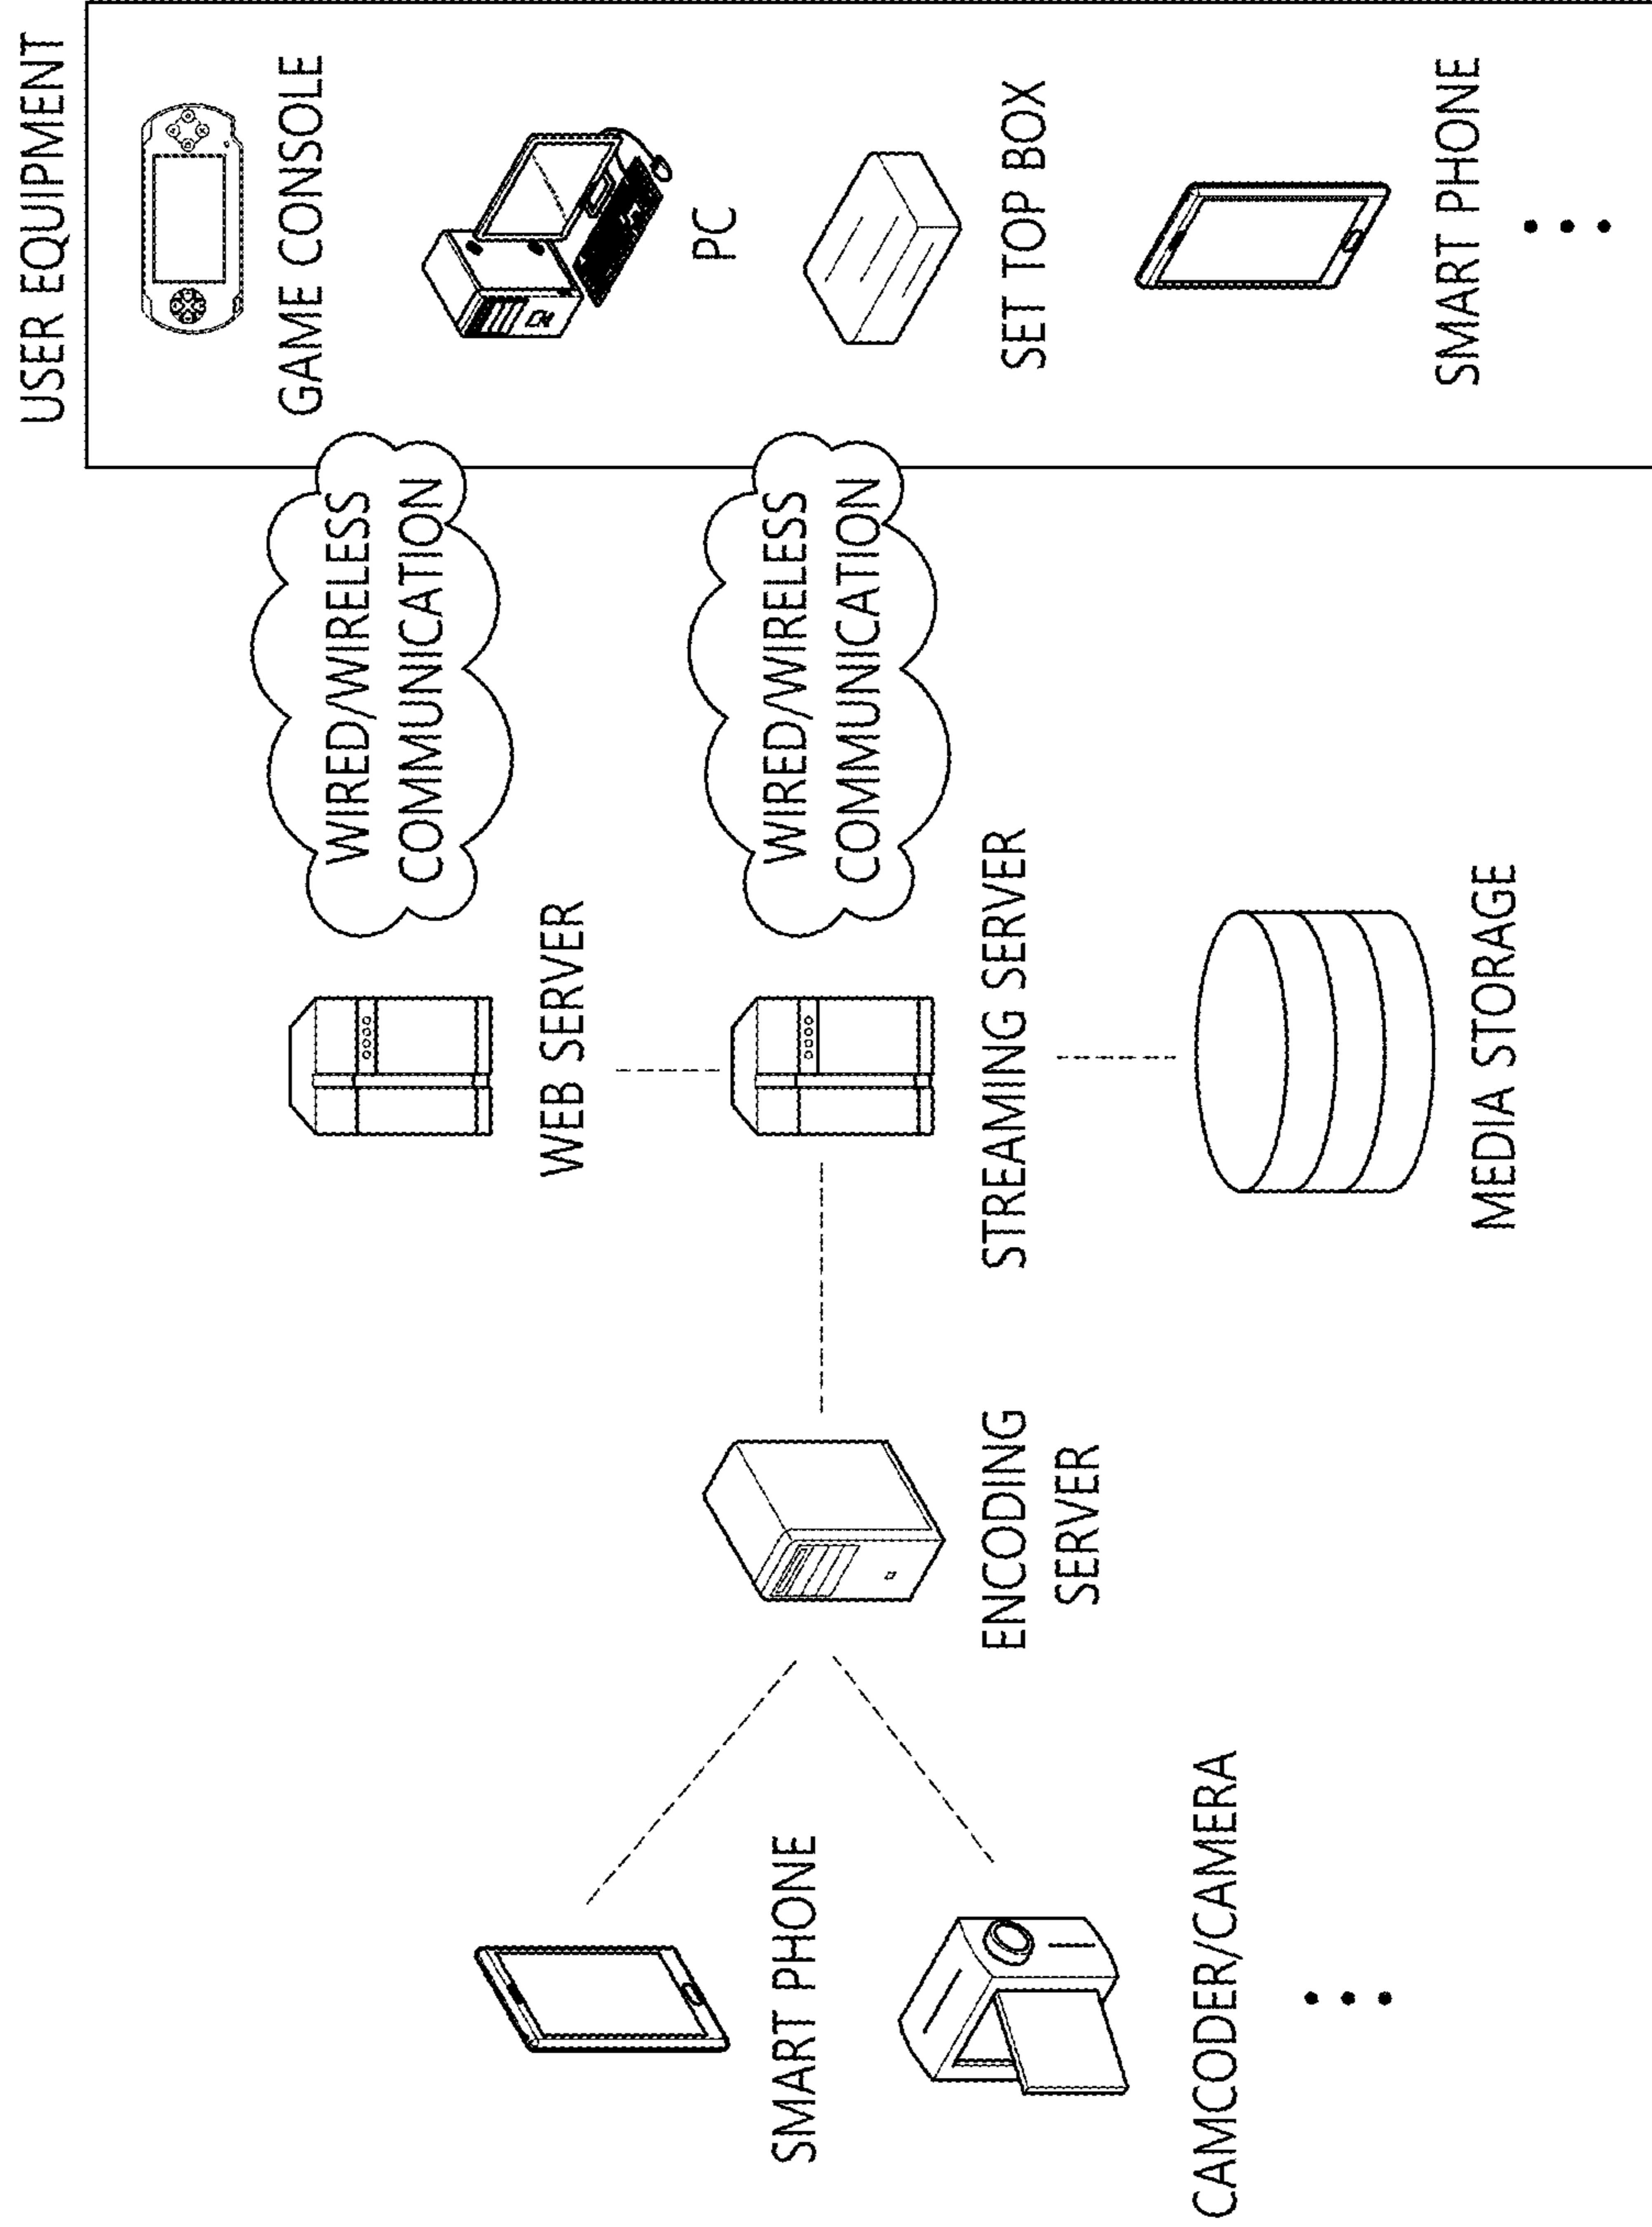 USER EQUIPMENT
GAME CONSOLE
PC
SET TOP BOX
SMART PHONE
WIRED/WIRELESS
COMMUNICATION
WIRED/WIRELESS
COMMUNICATION
WEB SERVER
STREAMING SERVER
MEDIA STORAGE
ENCODING
SERVER
SMART PHONE
CAMCODER/CAMERA